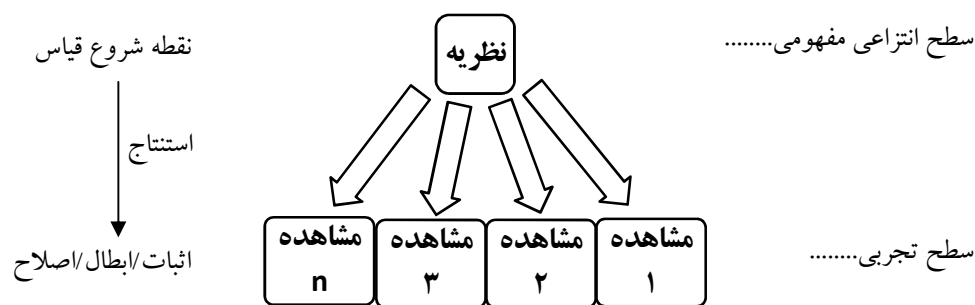 سطح انتزاعی مفهومی........
نظریه
نقطه شروع قیاس
استنتاج
مشاهده
۱
مشاهده
۲
مشاهده
۳
مشاهده
n
سطح تجربی........
اثبات/ابطال/اصلاح